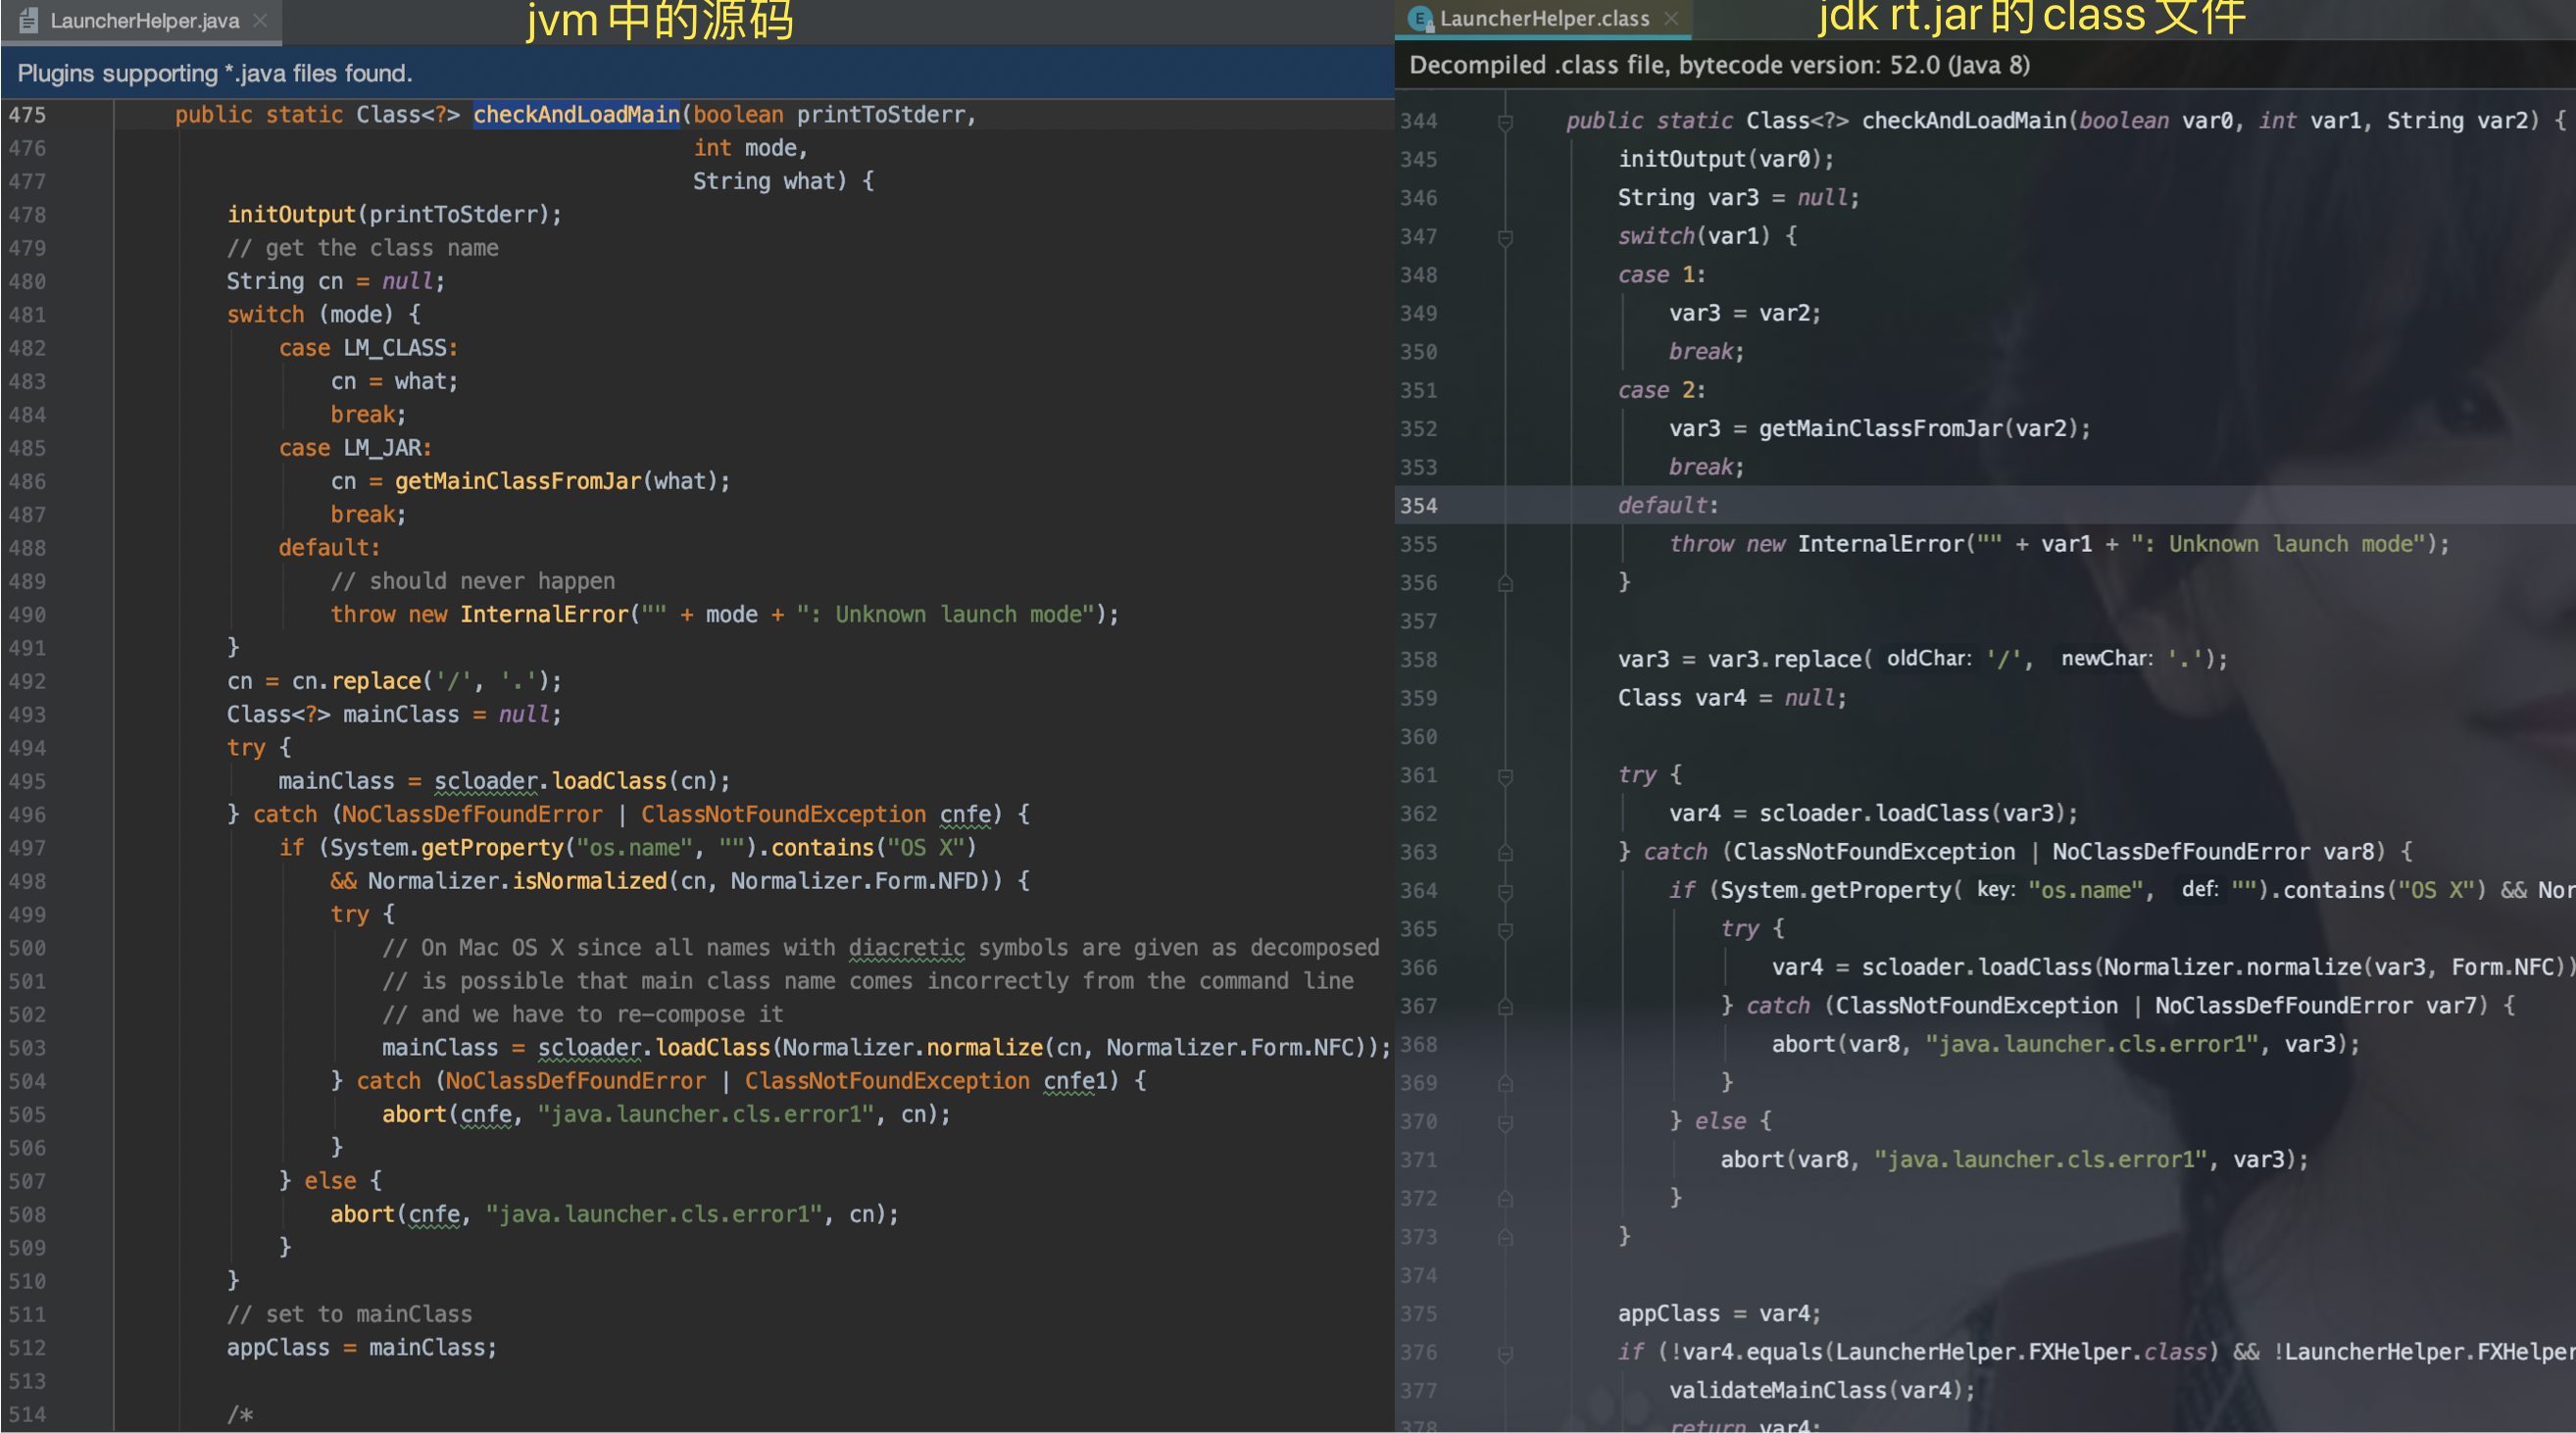 LauncherHelper.java
jvm中的源码
Plugins supporting *.java files found.
475 public static Class<?> checkAndLoadMain(boolean printToStderr,
476 int mode,
477 String what) {
478 initOutput(printToStderr);
479 // get the class name
480 String cn = null;
481 switch (mode) {
482 case LM_CLASS:
483 cn = what;
484 break;
485 case LM_JAR:
486 cn = getMainClassFromJar(what);
487 break;
488 default:
489 // should never happen
490 throw new InternalError("" + mode + ": Unknown launch mode");
491 }
492 cn = cn.replace('/', '.');
493 Class<?> mainClass = null;
494 try {
495 mainClass = scloader.loadClass(cn);
496 } catch (NoClassDefFoundError | ClassNotFoundException cnfe) {
497 if (System.getProperty("os.name", "").contains("OS X")
498 && Normalizer.isNormalized(cn, Normalizer.Form.NFD)) {
499 try {
500 // On Mac OS X since all names with diacretic symbols are given as decomposed
501 // is possible that main class name comes incorrectly from the command line
502 // and we have to re-compose it
503 mainClass = scloader.loadClass(Normalizer.normalize(cn, Normalizer.Form.NFC));
504 } catch (NoClassDefFoundError | ClassNotFoundException cnfe1) {
505 abort(cnfe, "java.launcher.cls.error1", cn);
506 }
507 } else {
508 abort(cnfe, "java.launcher.cls.error1", cn);
509 }
510 }
511 // set to mainClass
512 appClass = mainClass;
513
514 /*
LauncherHelper.class
jdk rt.jar的class文件
Decompiled .class file, bytecode version: 52.0 (Java 8)
344 public static Class<?> checkAndLoadMain(boolean var0, int var1, String var2) {
345 initOutput(var0);
346 String var3 = null;
347 switch(var1) {
348 case 1:
349 var3 = var2;
350 break;
351 case 2:
352 var3 = getMainClassFromJar(var2);
353 break;
354 default:
355 throw new InternalError("" + var1 + ": Unknown launch mode");
356 }
357
358 var3 = var3.replace( oldChar: '/', newChar: '.');
359 Class var4 = null;
360
361 try {
362 var4 = scloader.loadClass(var3);
363 } catch (ClassNotFoundException | NoClassDefFoundError var8) {
364 if (System.getProperty( key: "os.name", def: "").contains("OS X") && Nor
365 try {
366 var4 = scloader.loadClass(Normalizer.normalize(var3, Form.NFC))
367 } catch (ClassNotFoundException | NoClassDefFoundError var7) {
368 abort(var8, "java.launcher.cls.error1", var3);
369 }
370 } else {
371 abort(var8, "java.launcher.cls.error1", var3);
372 }
373 }
374
375 appClass = var4;
376 if (!var4.equals(LauncherHelper.FXHelper.class) && !LauncherHelper.FXHelper
377 validateMainClass(var4);
378 return var4;